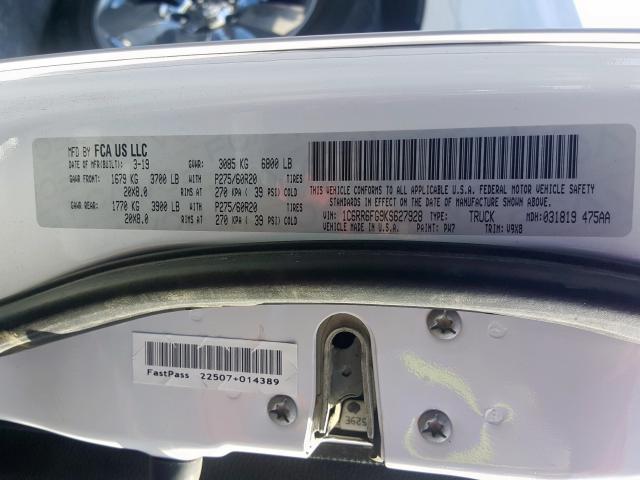 MFD BY FCA US LLC
DATE OF MFR(BUILT): 3-19 GVWR: 3085 KG 6800 LB
GAWR FRONT: 1679 KG 3700 LB WITH P275/60R20 TIRES
20X8.0 RIMS AT 270 KPA ( 39 PSI) COLD
GAWR REAR: 1770 KG 3900 LB WITH P275/60R20 TIRES
20X8.0 RIMS AT 270 KPA ( 39 PSI) COLD
THIS VEHICLE CONFORMS TO ALL APPLICABLE U.S.A. FEDERAL MOTOR VEHICLE SAFETY
STANDARDS IN EFFECT ON THE DATE OF MANUFACTURE SHOWN ABOVE.
VIN: 1C6RR6FG9KS627928 TYPE: TRUCK MDH: 031819 475AA
VEHICLE MADE IN U.S.A. PAINT: PW7 TRIM: V9X8
FastPass 22507+014389
529E